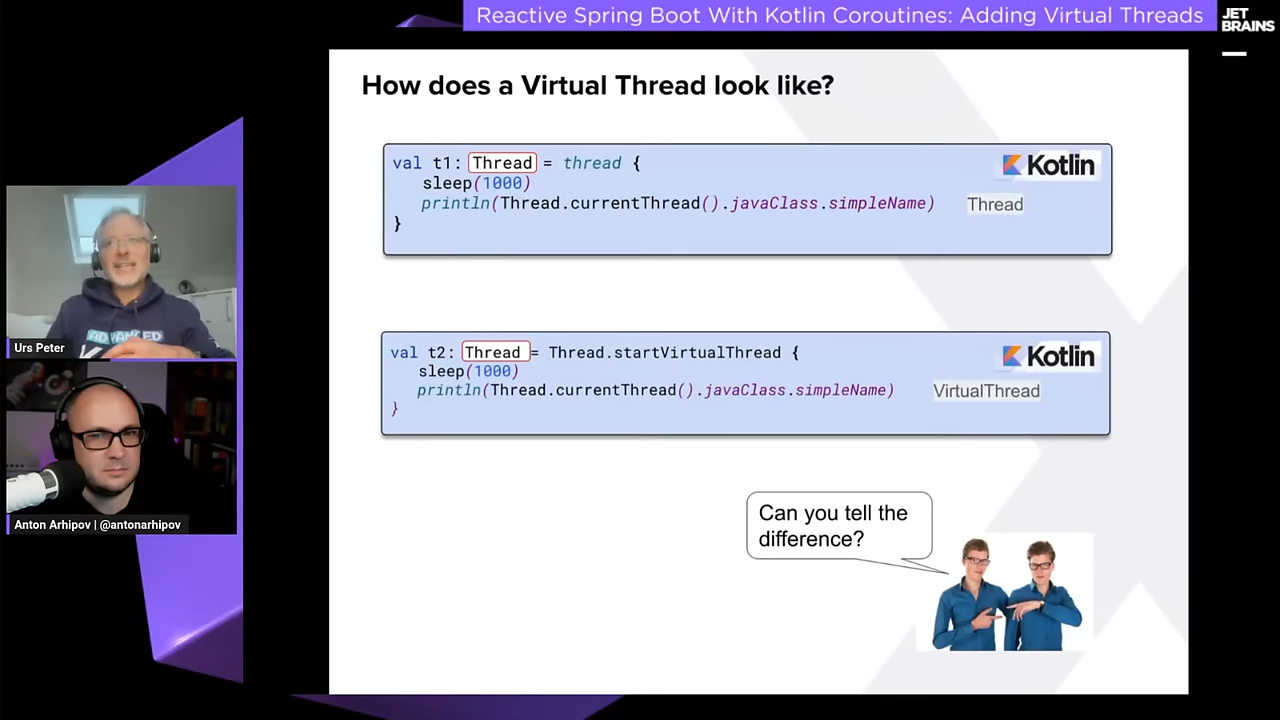 Reactive Spring Boot With Kotlin Coroutines: Adding Virtual Threads
JET
BRAINS
How does a Virtual Thread look like?
val t1: Thread = thread {
sleep(1000)
println(Thread.currentThread().javaClass.simpleName)
}
Kotlin
Thread
val t2: Thread = Thread.startVirtualThread {
sleep(1000)
println(Thread.currentThread().javaClass.simpleName)
}
Kotlin
VirtualThread
Can you tell the
difference?
ADVANCED
Urs Peter
Anton Arhipov | @antonarhipov